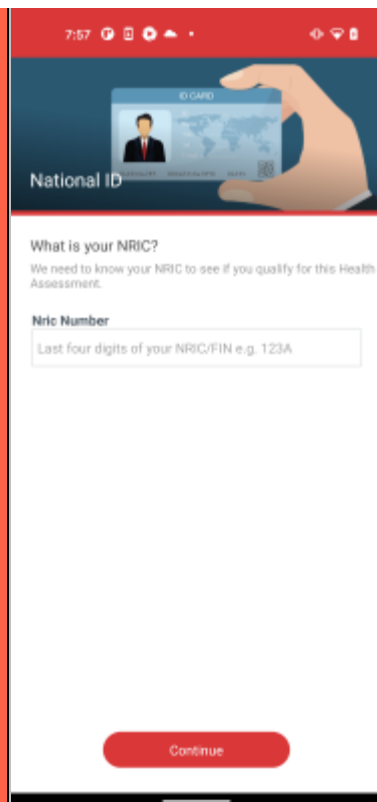 7:57
ID CARD
National ID
What is your NRIC?
We need to know your NRIC to see if you qualify for this Health
Assessment.
Nric Number
Last four digits of your NRIC/FIN e.g. 123A
Continue